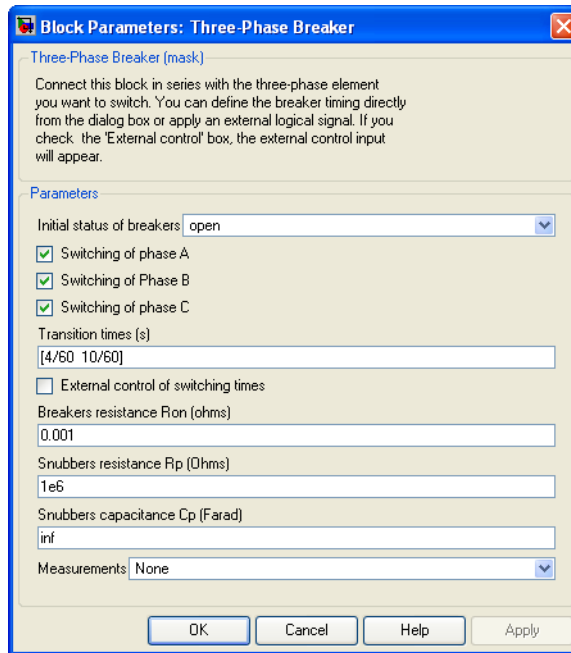 Block Parameters: Three-Phase Breaker
Three-Phase Breaker (mask)
Connect this block in series with the three-phase element
you want to switch. You can define the breaker timing directly
from the dialog box or apply an external logical signal. If you
check the 'External control' box, the external control input
will appear.
Parameters
Initial status of breakers open
Switching of phase A
Switching of Phase B
Switching of phase C
Transition times (s)
[4/60 10/60]
External control of switching times
Breakers resistance Ron (ohms)
0.001
Snubbers resistance Rp (Ohms)
1e6
Snubbers capacitance Cp (Farad)
inf
Measurements None
OK Cancel Help Apply